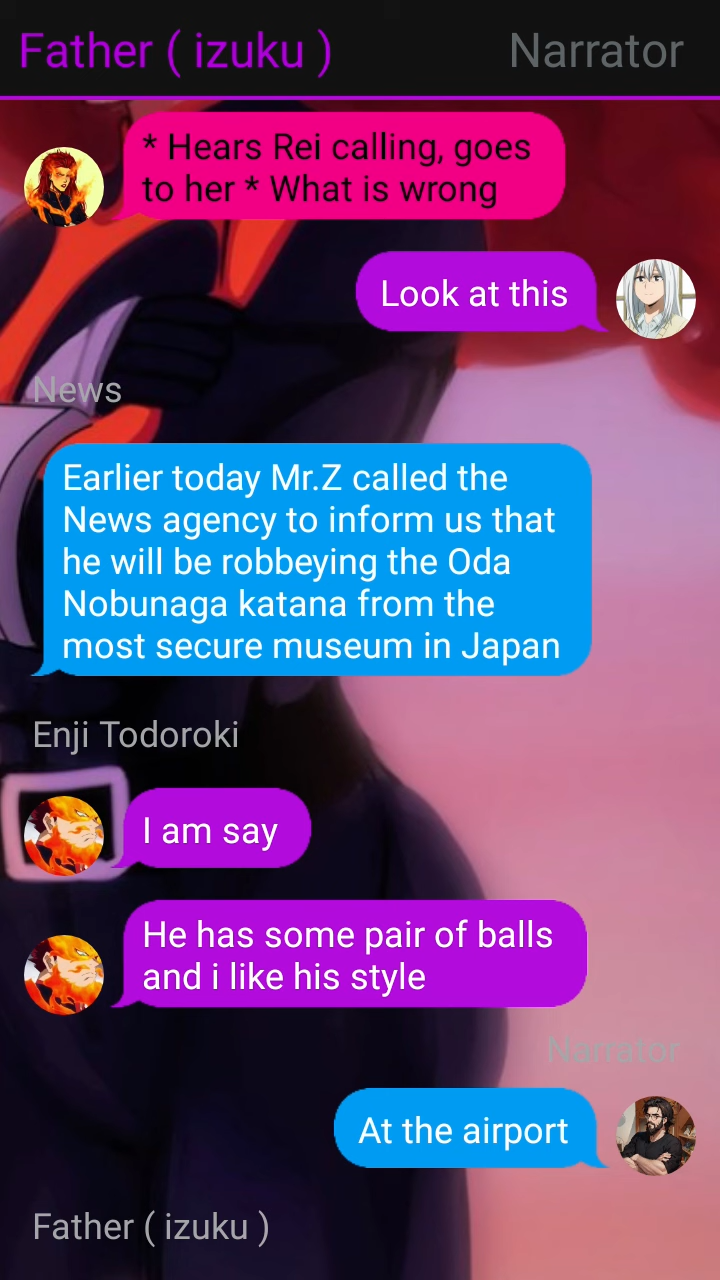 Father ( izuku )
Narrator
* Hears Rei calling, goes
to her * What is wrong
Look at this
News
Earlier today Mr.Z called the
News agency to inform us that
he will be robbeying the Oda
Nobunaga katana from the
most secure museum in Japan
Enji Todoroki
I am say
He has some pair of balls
and i like his style
Narrator
At the airport
Father ( izuku )